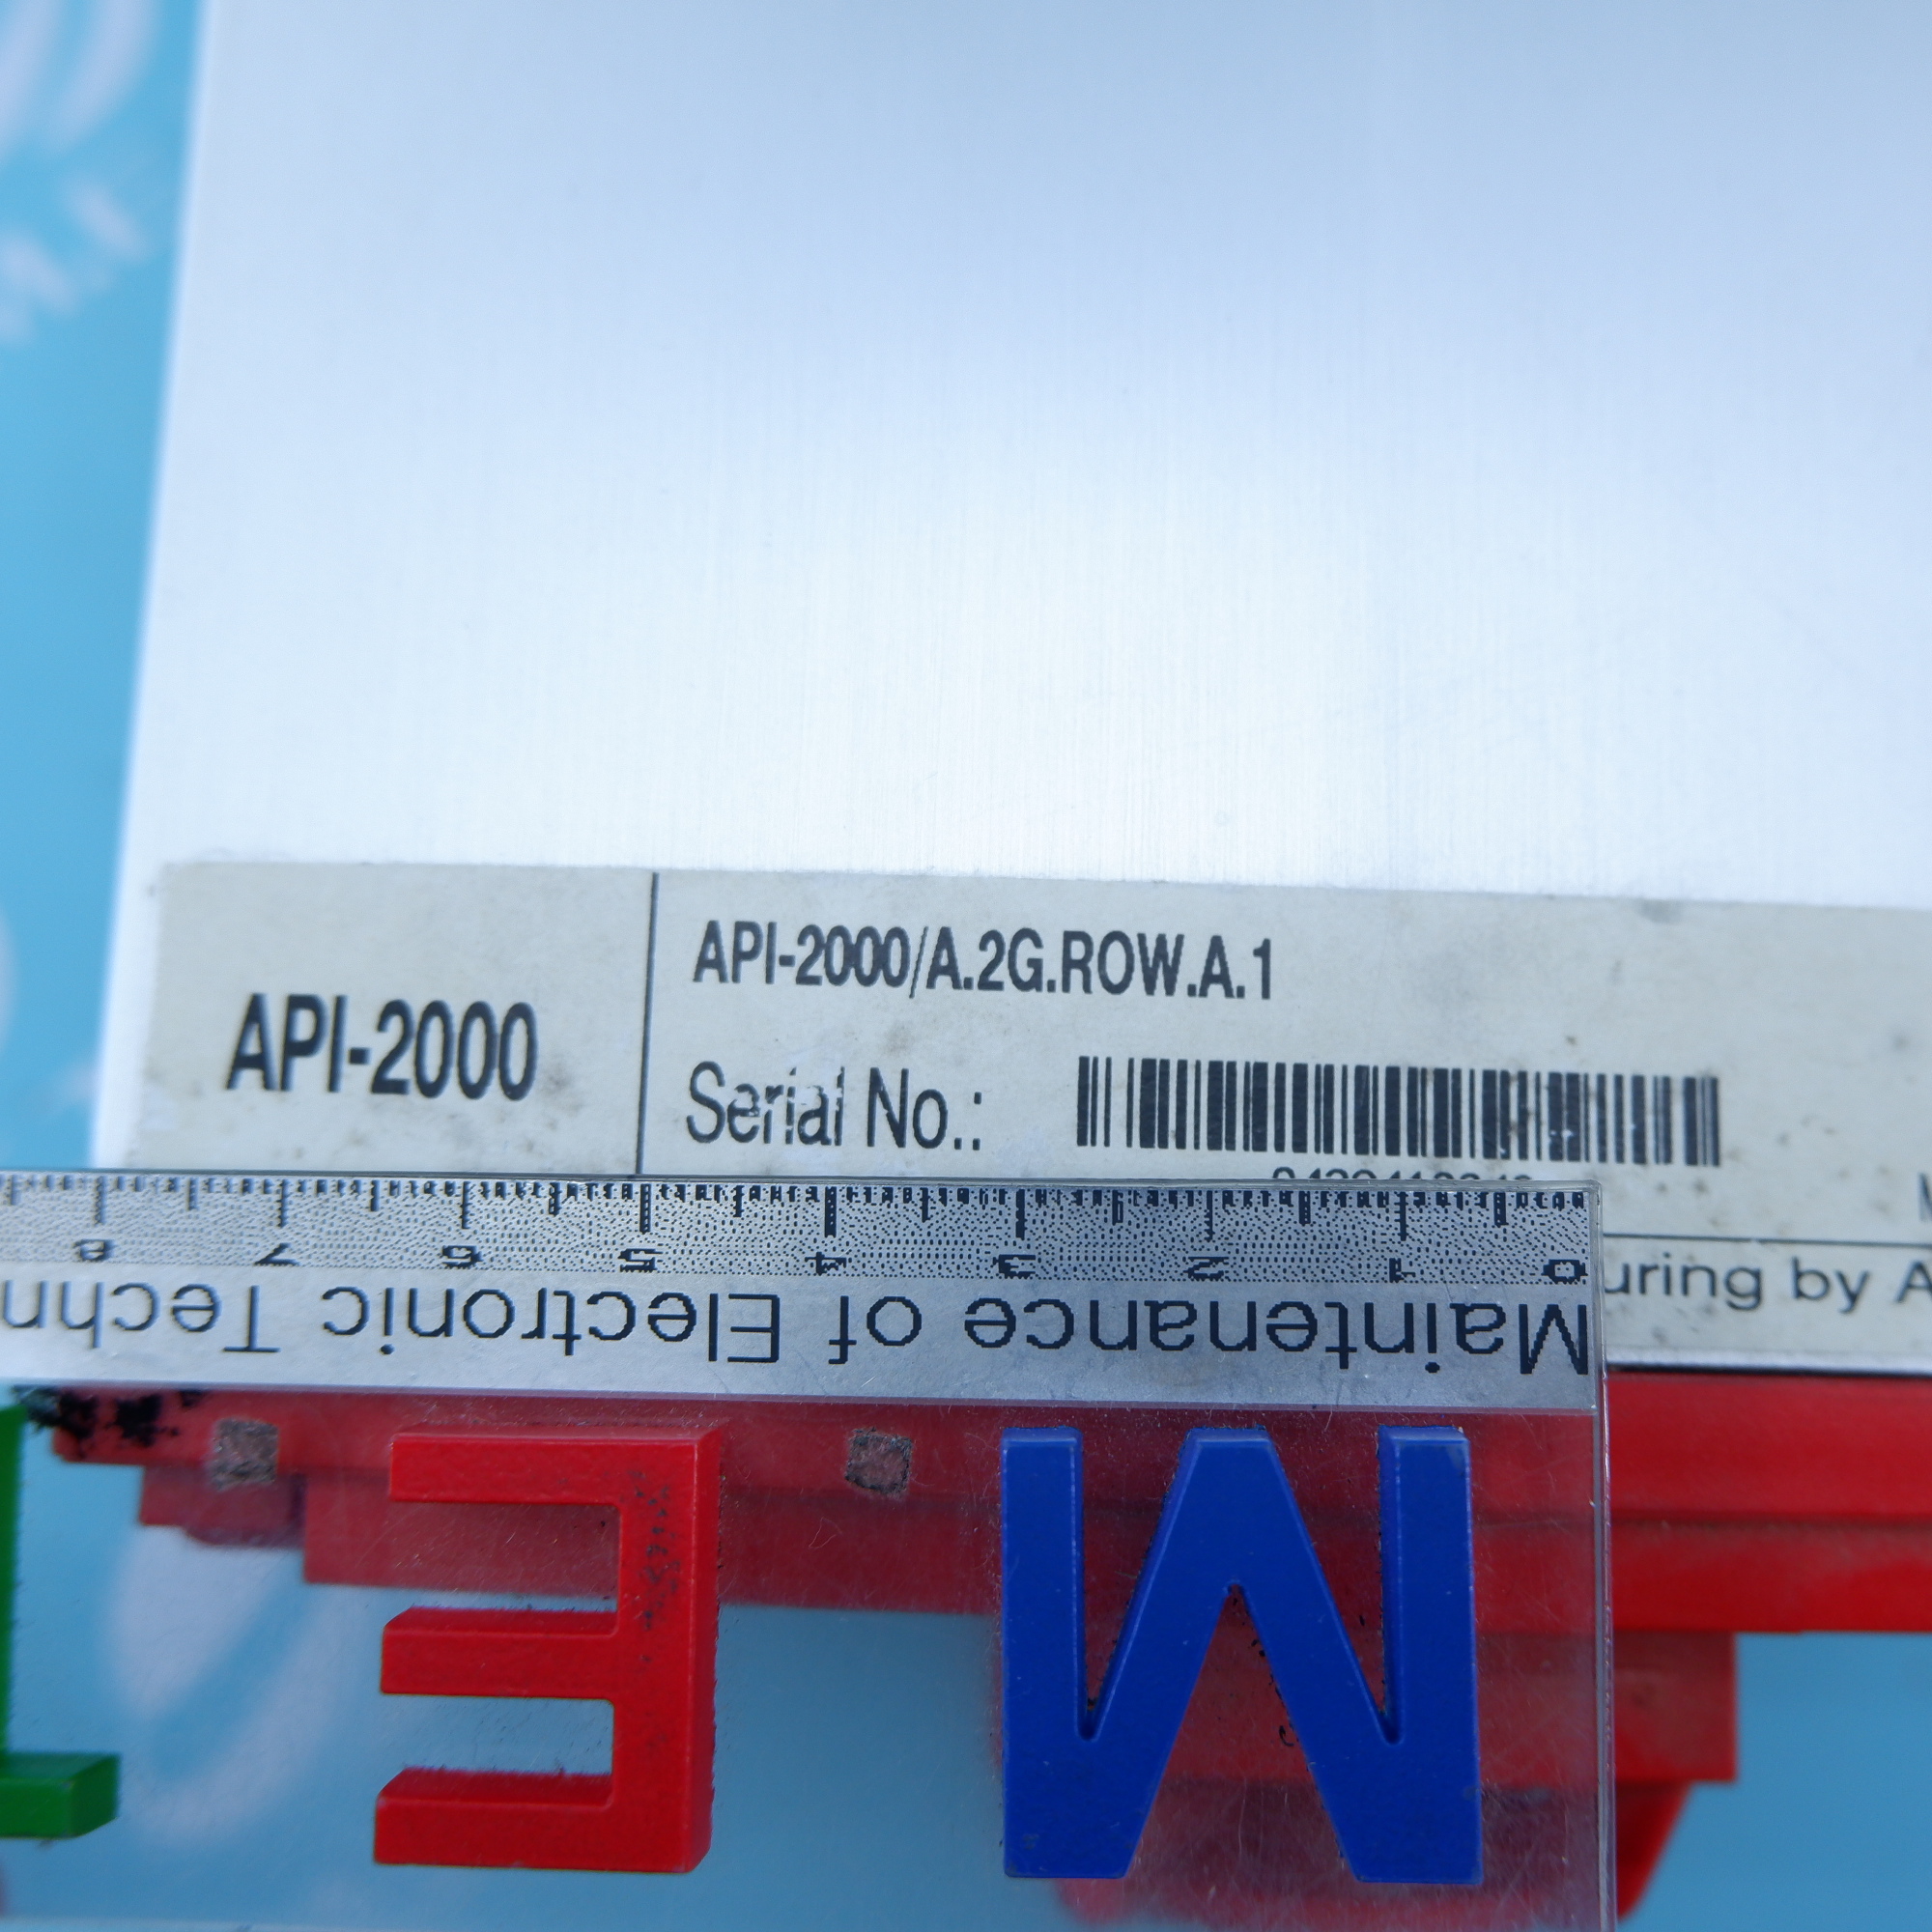 API-2000
API-2000/A.2G.ROW.A.1
Serial No.:
uring by A
8 7 6 5 4 3 2 1 0
Maintenance of Electronic Techn
M E